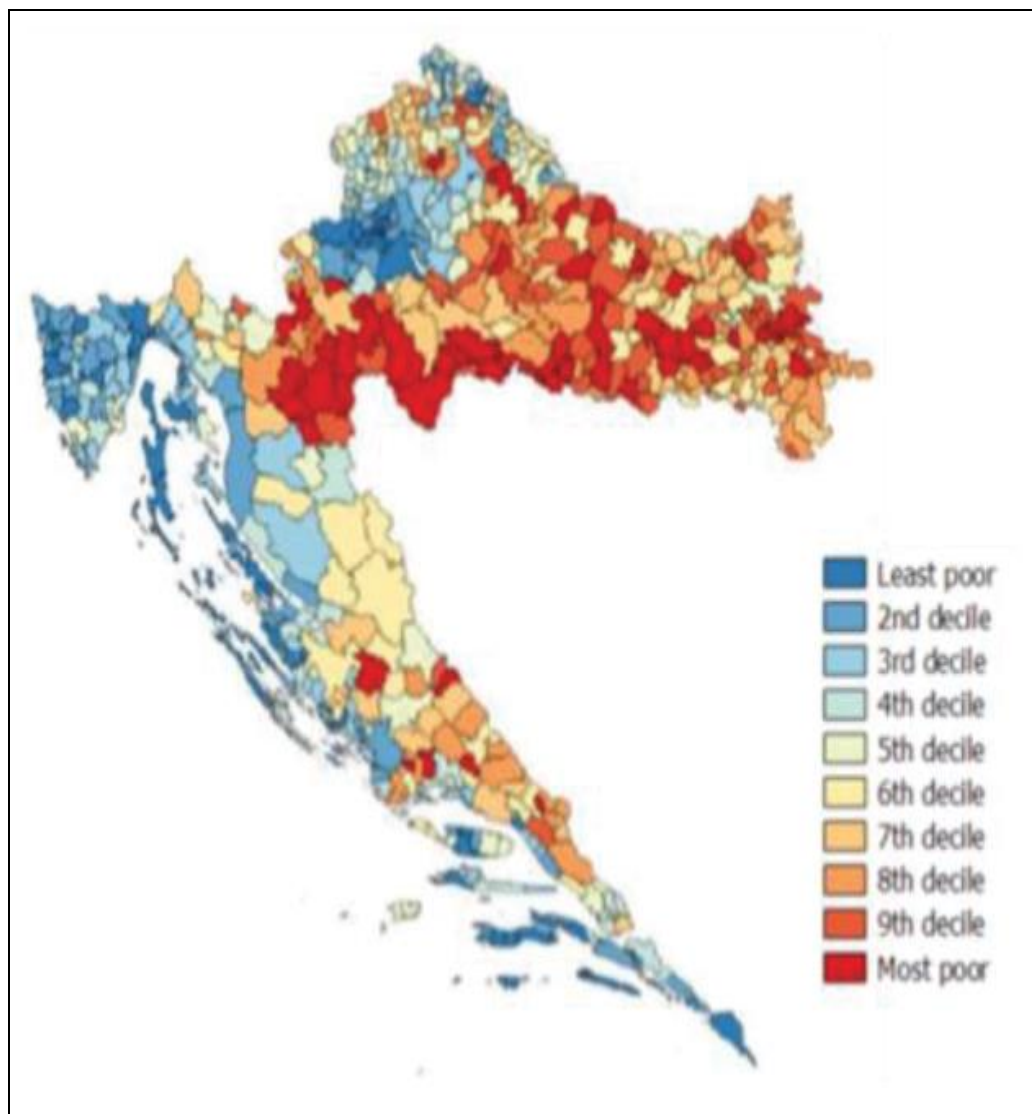 Least poor
2nd decile
3rd decile
4th decile
5th decile
6th decile
7th decile
8th decile
9th decile
Most poor